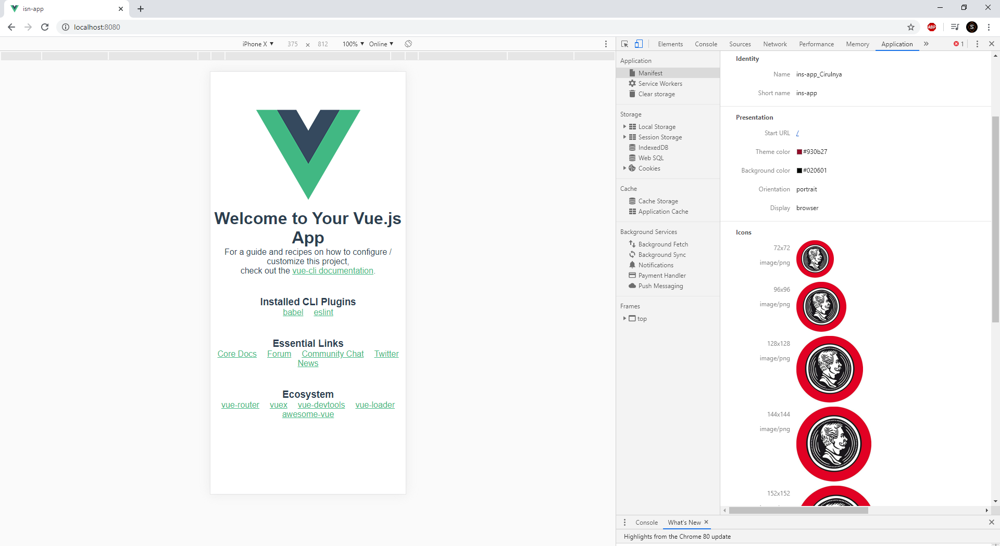 isn-app
localhost:8080
ABP
S
iPhone X
375 × 812
100%
Online
Elements
Console
Sources
Network
Performance
Memory
Application
1
Application
Manifest
Service Workers
Clear storage
Storage
Local Storage
Session Storage
IndexedDB
Web SQL
Cookies
Cache
Cache Storage
Application Cache
Background Services
Background Fetch
Background Sync
Notifications
Payment Handler
Push Messaging
Frames
top
Identity
Name ins-app_Cirulnya
Short name ins-app
Presentation
Start URL /
Theme color #930b27
Background color #020601
Orientation portrait
Display browser
Icons
72x72
image/png
96x96
image/png
128x128
image/png
144x144
image/png
152x152
Welcome to Your Vue.js
App
For a guide and recipes on how to configure /
customize this project,
check out the vue-cli documentation.
Installed CLI Plugins
babel eslint
Essential Links
Core Docs Forum Community Chat Twitter
News
Ecosystem
vue-router vuex vue-devtools vue-loader
awesome-vue
Console
What's New
Highlights from the Chrome 80 update